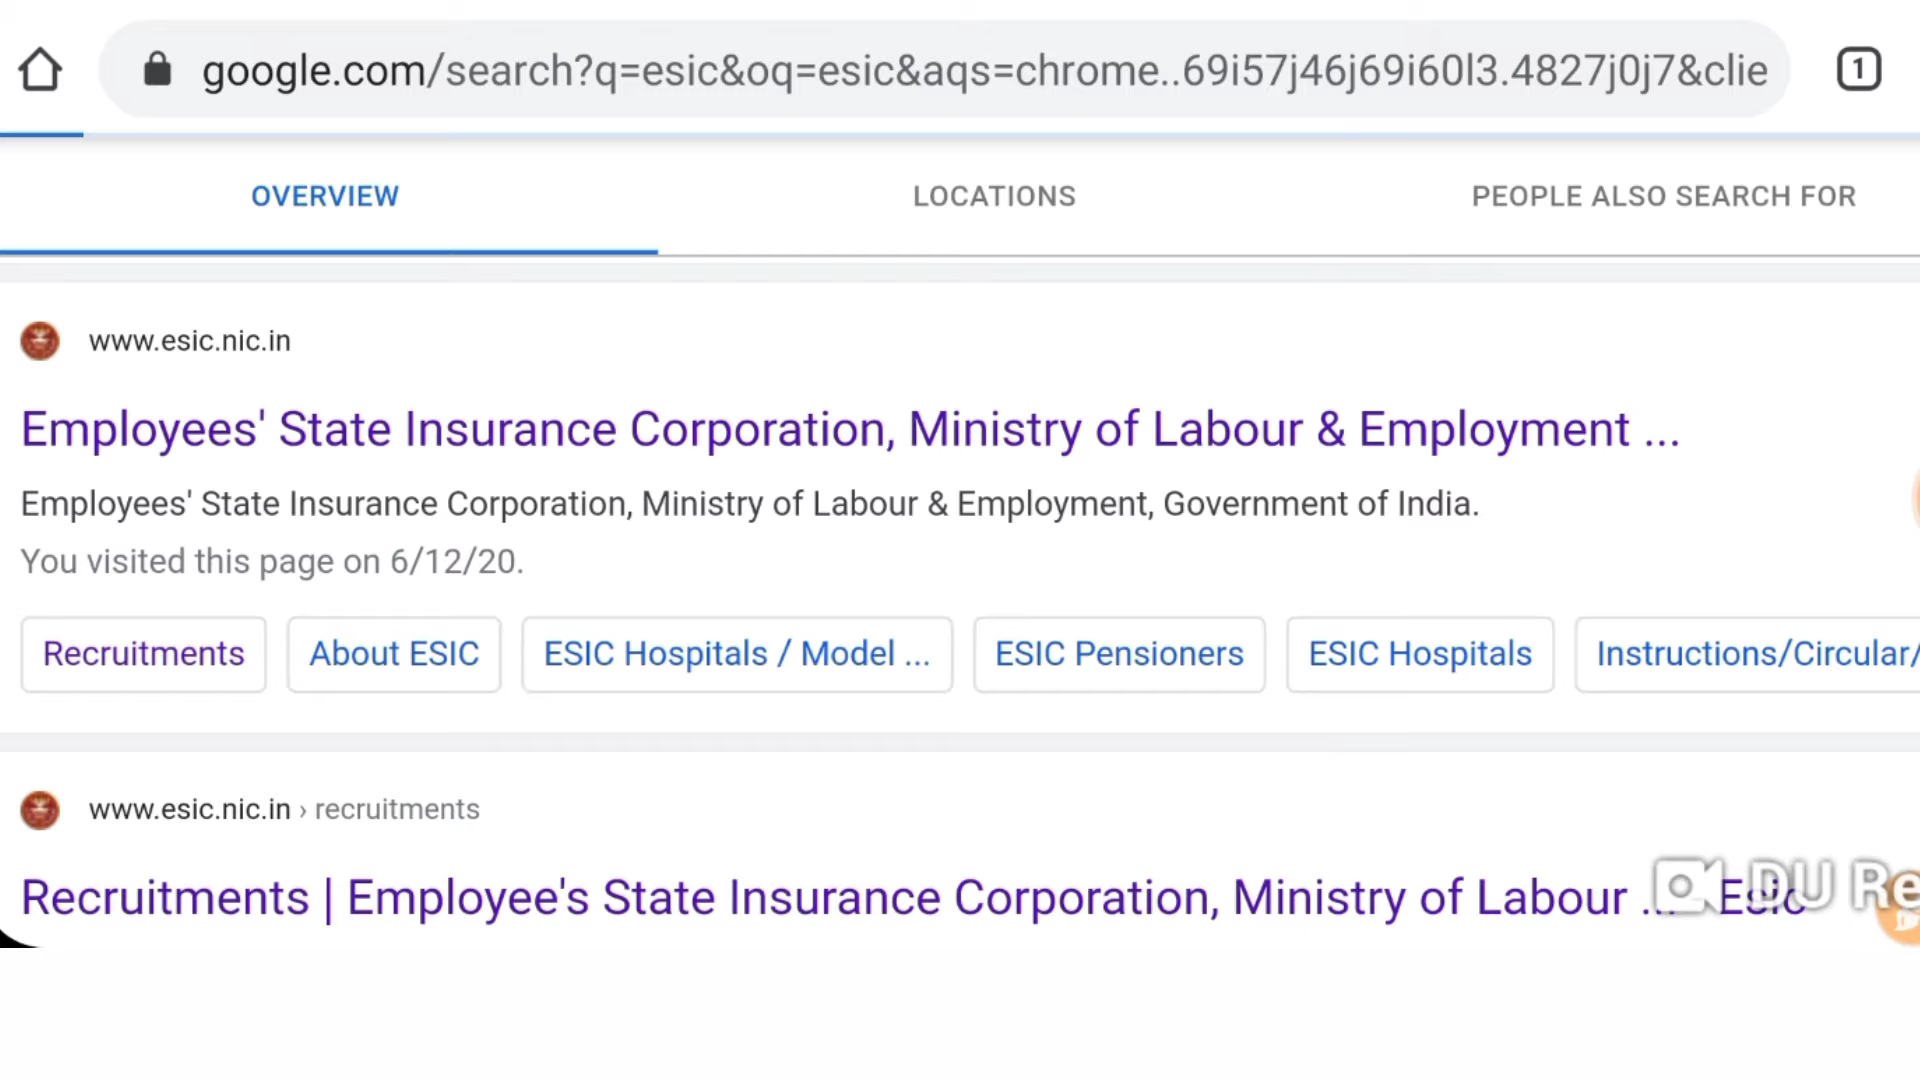 google.com/search?q=esic&oq=esic&aqs=chrome..69i57j46j69i60l3.4827j0j7&clie
1
OVERVIEW LOCATIONS PEOPLE ALSO SEARCH FOR
www.esic.nic.in
Employees' State Insurance Corporation, Ministry of Labour & Employment ...
Employees' State Insurance Corporation, Ministry of Labour & Employment, Government of India.
You visited this page on 6/12/20.
Recruitments About ESIC ESIC Hospitals / Model ... ESIC Pensioners ESIC Hospitals Instructions/Circular/
www.esic.nic.in › recruitments
Recruitments | Employee's State Insurance Corporation, Ministry of Labour ... - Esic
DU Re